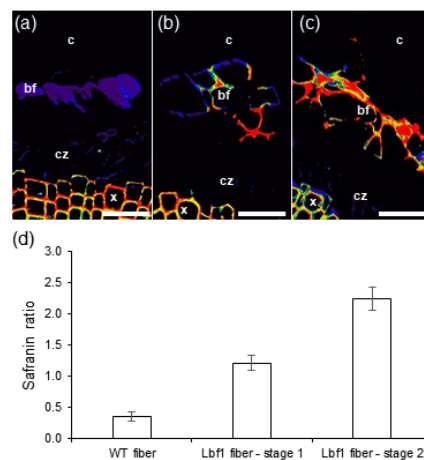 (a)
c
bf
cz
x
(b)
c
bf
cz
x
(c)
c
bf
cz
x
(d)
Safranin ratio
3.0
2.5
2.0
1.5
1.0
0.5
0.0
WT fiber
Lbf1 fiber - stage 1
Lbf1 fiber - stage 2